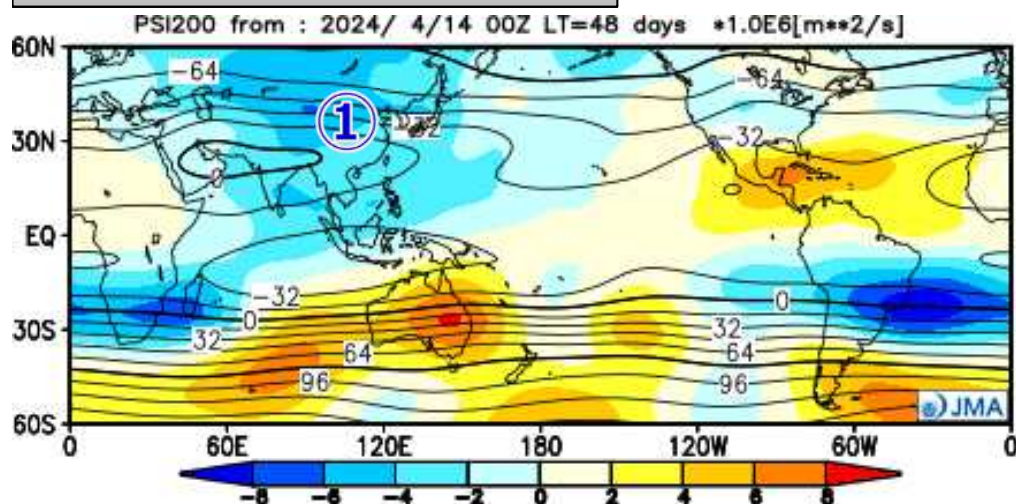 PSI200 from : 2024/ 4/14 00Z LT=48 days *1.0E6[m**2/s]
60N
-64
-64
①
30N
-32
0
EQ
-32
0
0
30S
32
32
64
64
96
96
JMA
60S
0 60E 120E 180 120W 60W 0
-8 -6 -4 -2 0 2 4 6 8